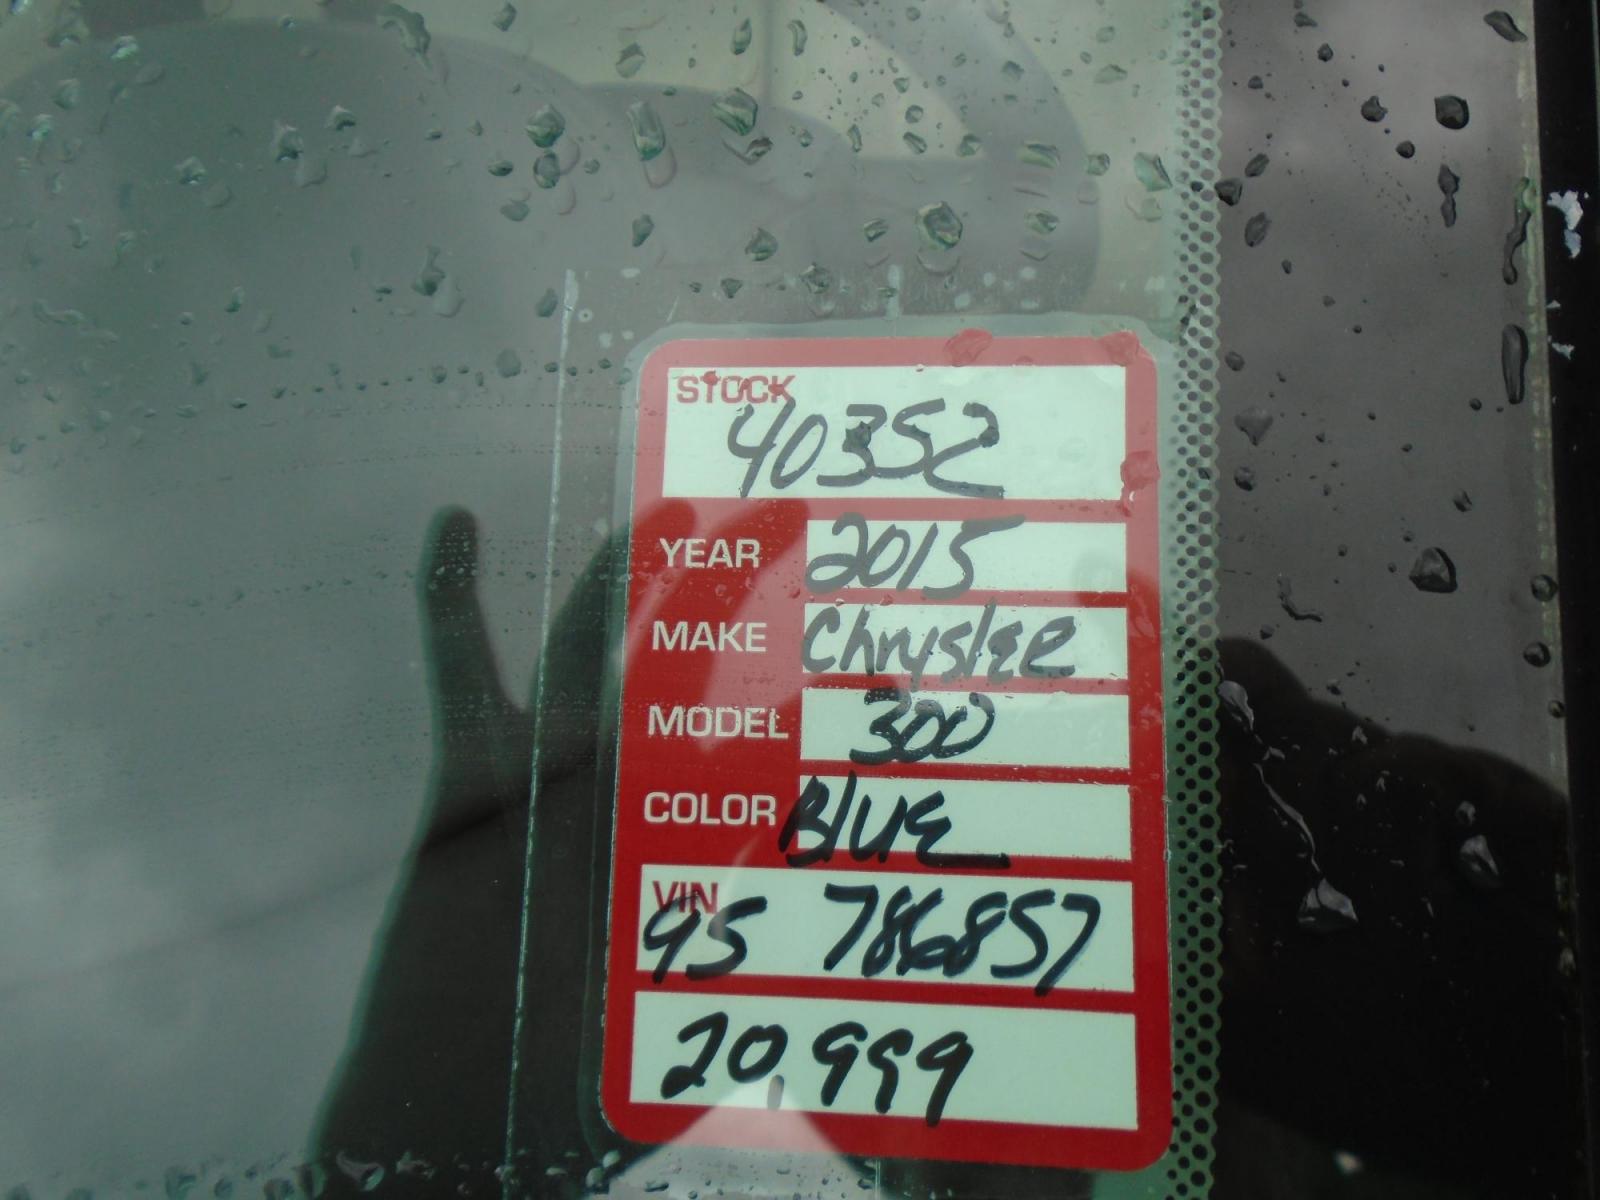 STOCK
40352
YEAR 2015
MAKE Chrysler
MODEL 300
COLOR Blue
VIN
95 786857
20,999